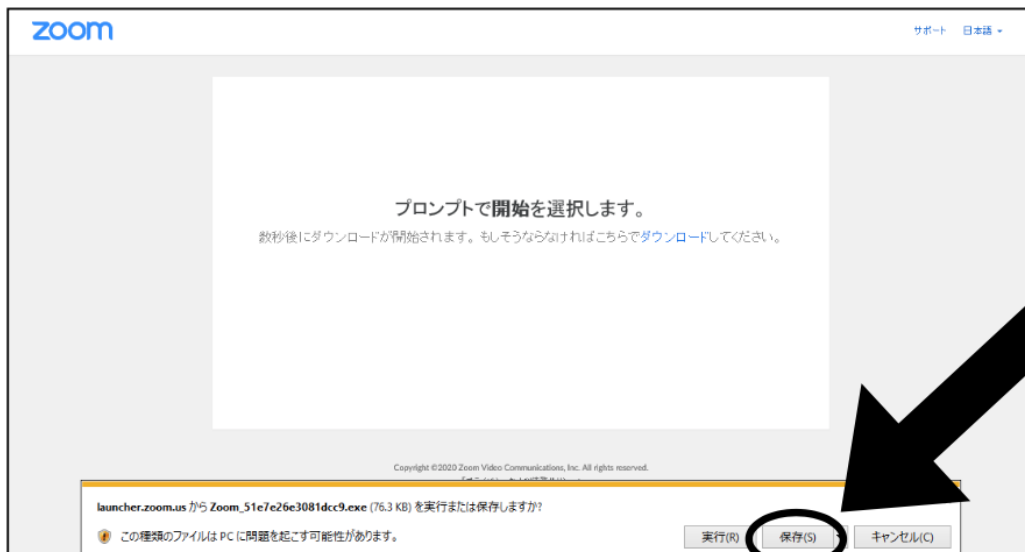 zoom
サポート 日本語
プロンプトで開始を選択します。
数秒後にダウンロードが開始されます。もしそうならなければこちらでダウンロードしてください。
Copyright ©2020 Zoom Video Communications, Inc. All rights reserved.
launcher.zoom.us から Zoom_51e7e26e3081dcc9.exe (76.3 KB) を実行または保存しますか?
この種類のファイルは PC に問題を起こす可能性があります。
実行(R) 保存(S) キャンセル(C)